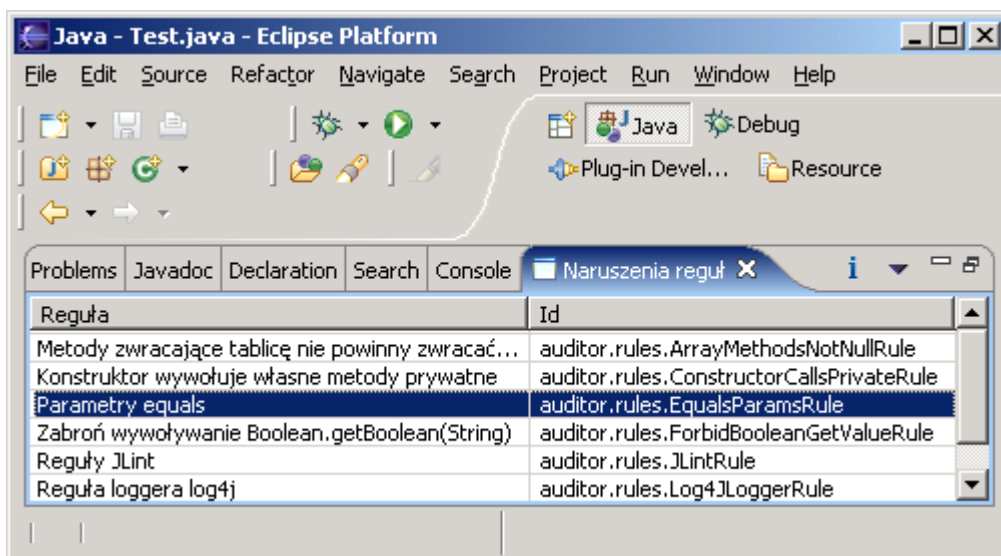 Java - Test.java - Eclipse Platform
File Edit Source Refactor Navigate Search Project Run Window Help
Java Debug
Plug-in Devel... Resource
Problems Javadoc Declaration Search Console Naruszenia reguł
Reguła Id
Metody zwracające tablicę nie powinny zwracać... auditor.rules.ArrayMethodsNotNullRule
Konstruktor wywołuje własne metody prywatne auditor.rules.ConstructorCallsPrivateRule
Parametry equals auditor.rules.EqualsParamsRule
Zabroń wywoływanie Boolean.getBoolean(String) auditor.rules.ForbidBooleanGetValueRule
Reguły JLint auditor.rules.JLintRule
Reguła loggera log4j auditor.rules.Log4JLoggerRule